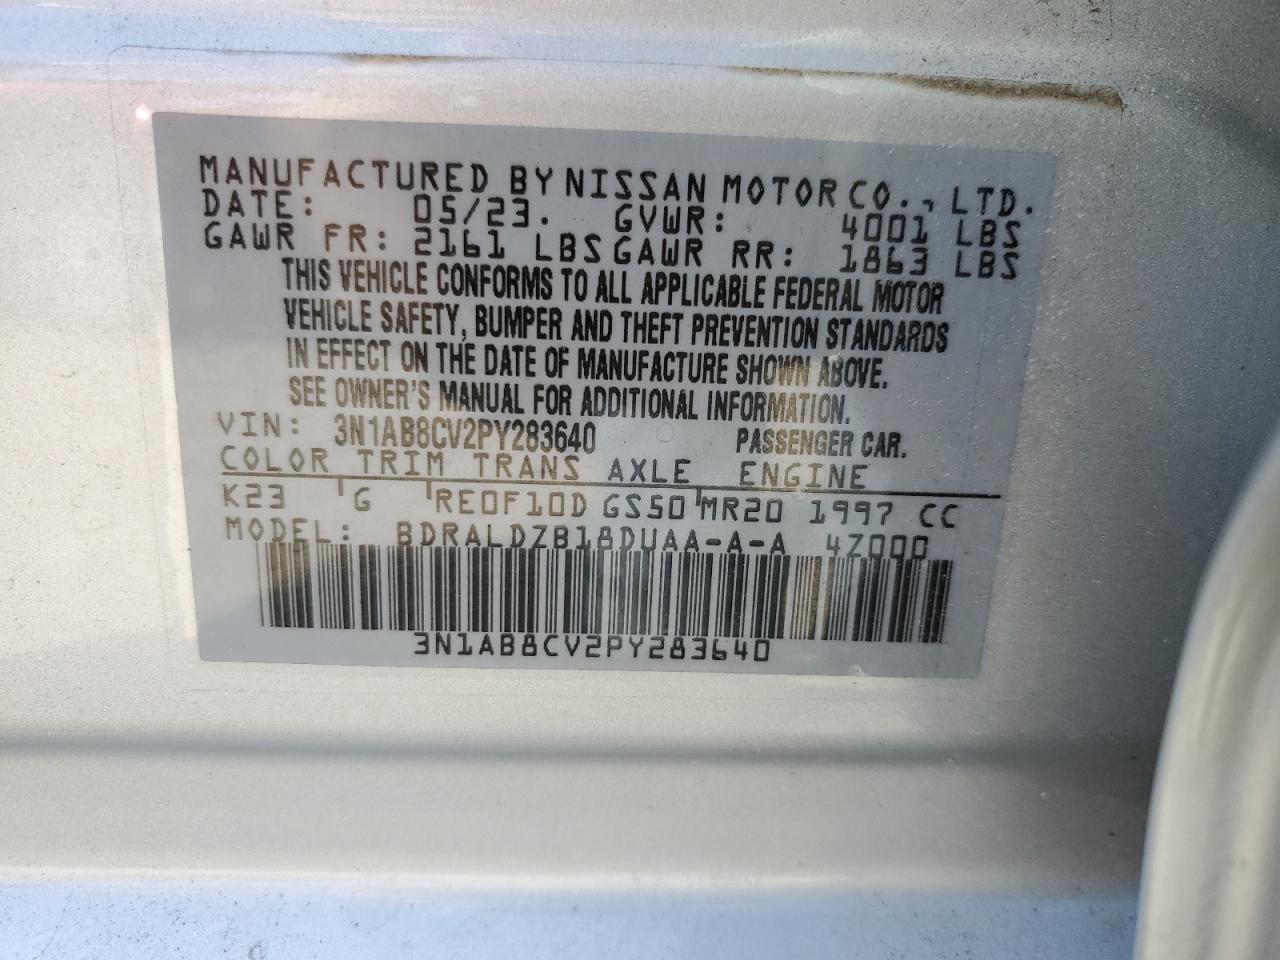 MANUFACTURED BY NISSAN MOTOR CO., LTD.
DATE: 05/23. GVWR: 4001 LBS
GAWR FR: 2161 LBS GAWR RR: 1863 LBS
THIS VEHICLE CONFORMS TO ALL APPLICABLE FEDERAL MOTOR
VEHICLE SAFETY, BUMPER AND THEFT PREVENTION STANDARDS
IN EFFECT ON THE DATE OF MANUFACTURE SHOWN ABOVE.
SEE OWNER'S MANUAL FOR ADDITIONAL INFORMATION.
VIN: 3N1AB8CV2PY283640 PASSENGER CAR.
COLOR TRIM TRANS AXLE ENGINE
K23 G RE0F10D GS50 MR20 1997 CC
MODEL: BDRALDZB18DUAA-A-A 4Z000
3N1AB8CV2PY283640